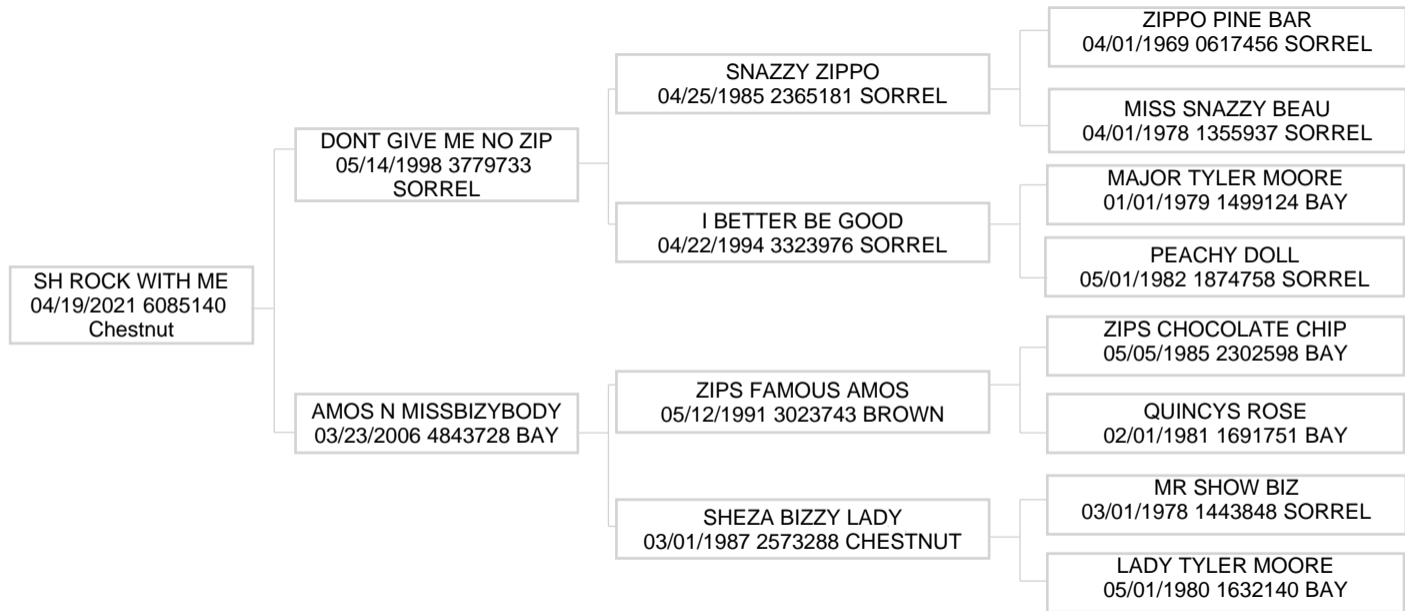 SH ROCK WITH ME
04/19/2021 6085140
Chestnut
DONT GIVE ME NO ZIP
05/14/1998 3779733
SORREL
AMOS N MISSBIZYBODY
03/23/2006 4843728 BAY
SNAZZY ZIPPO
04/25/1985 2365181 SORREL
I BETTER BE GOOD
04/22/1994 3323976 SORREL
ZIPS FAMOUS AMOS
05/12/1991 3023743 BROWN
SHEZA BIZZY LADY
03/01/1987 2573288 CHESTNUT
ZIPPO PINE BAR
04/01/1969 0617456 SORREL
MISS SNAZZY BEAU
04/01/1978 1355937 SORREL
MAJOR TYLER MOORE
01/01/1979 1499124 BAY
PEACHY DOLL
05/01/1982 1874758 SORREL
ZIPS CHOCOLATE CHIP
05/05/1985 2302598 BAY
QUINCYS ROSE
02/01/1981 1691751 BAY
MR SHOW BIZ
03/01/1978 1443848 SORREL
LADY TYLER MOORE
05/01/1980 1632140 BAY